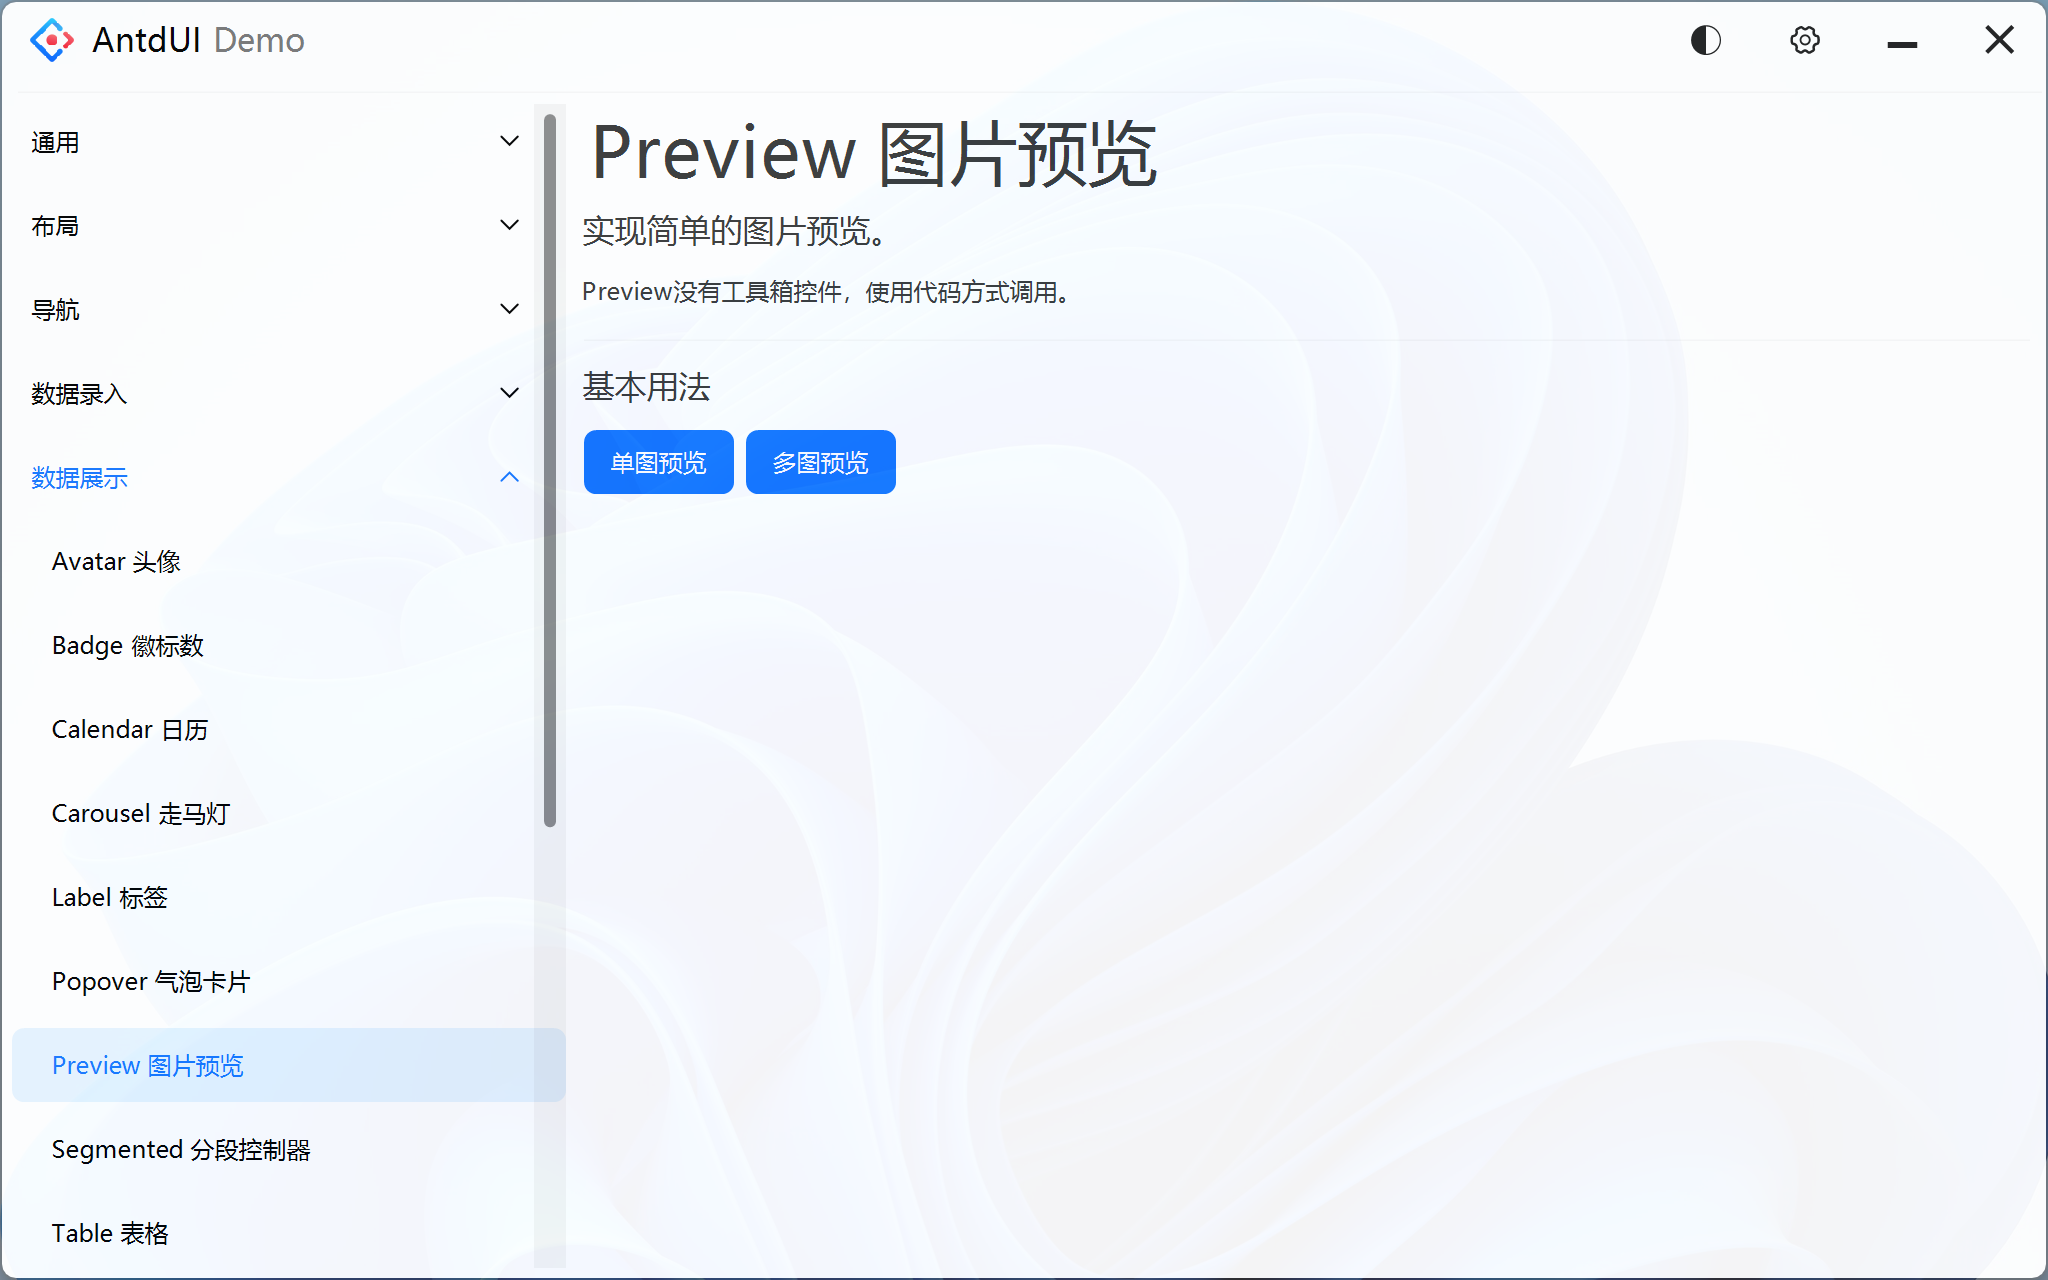 AntdUI Demo
通用
布局
导航
数据录入
数据展示
Avatar 头像
Badge 徽标数
Calendar 日历
Carousel 走马灯
Label 标签
Popover 气泡卡片
Preview 图片预览
Segmented 分段控制器
Table 表格
Preview 图片预览
实现简单的图片预览。
Preview没有工具箱控件，使用代码方式调用。
基本用法
单图预览 多图预览